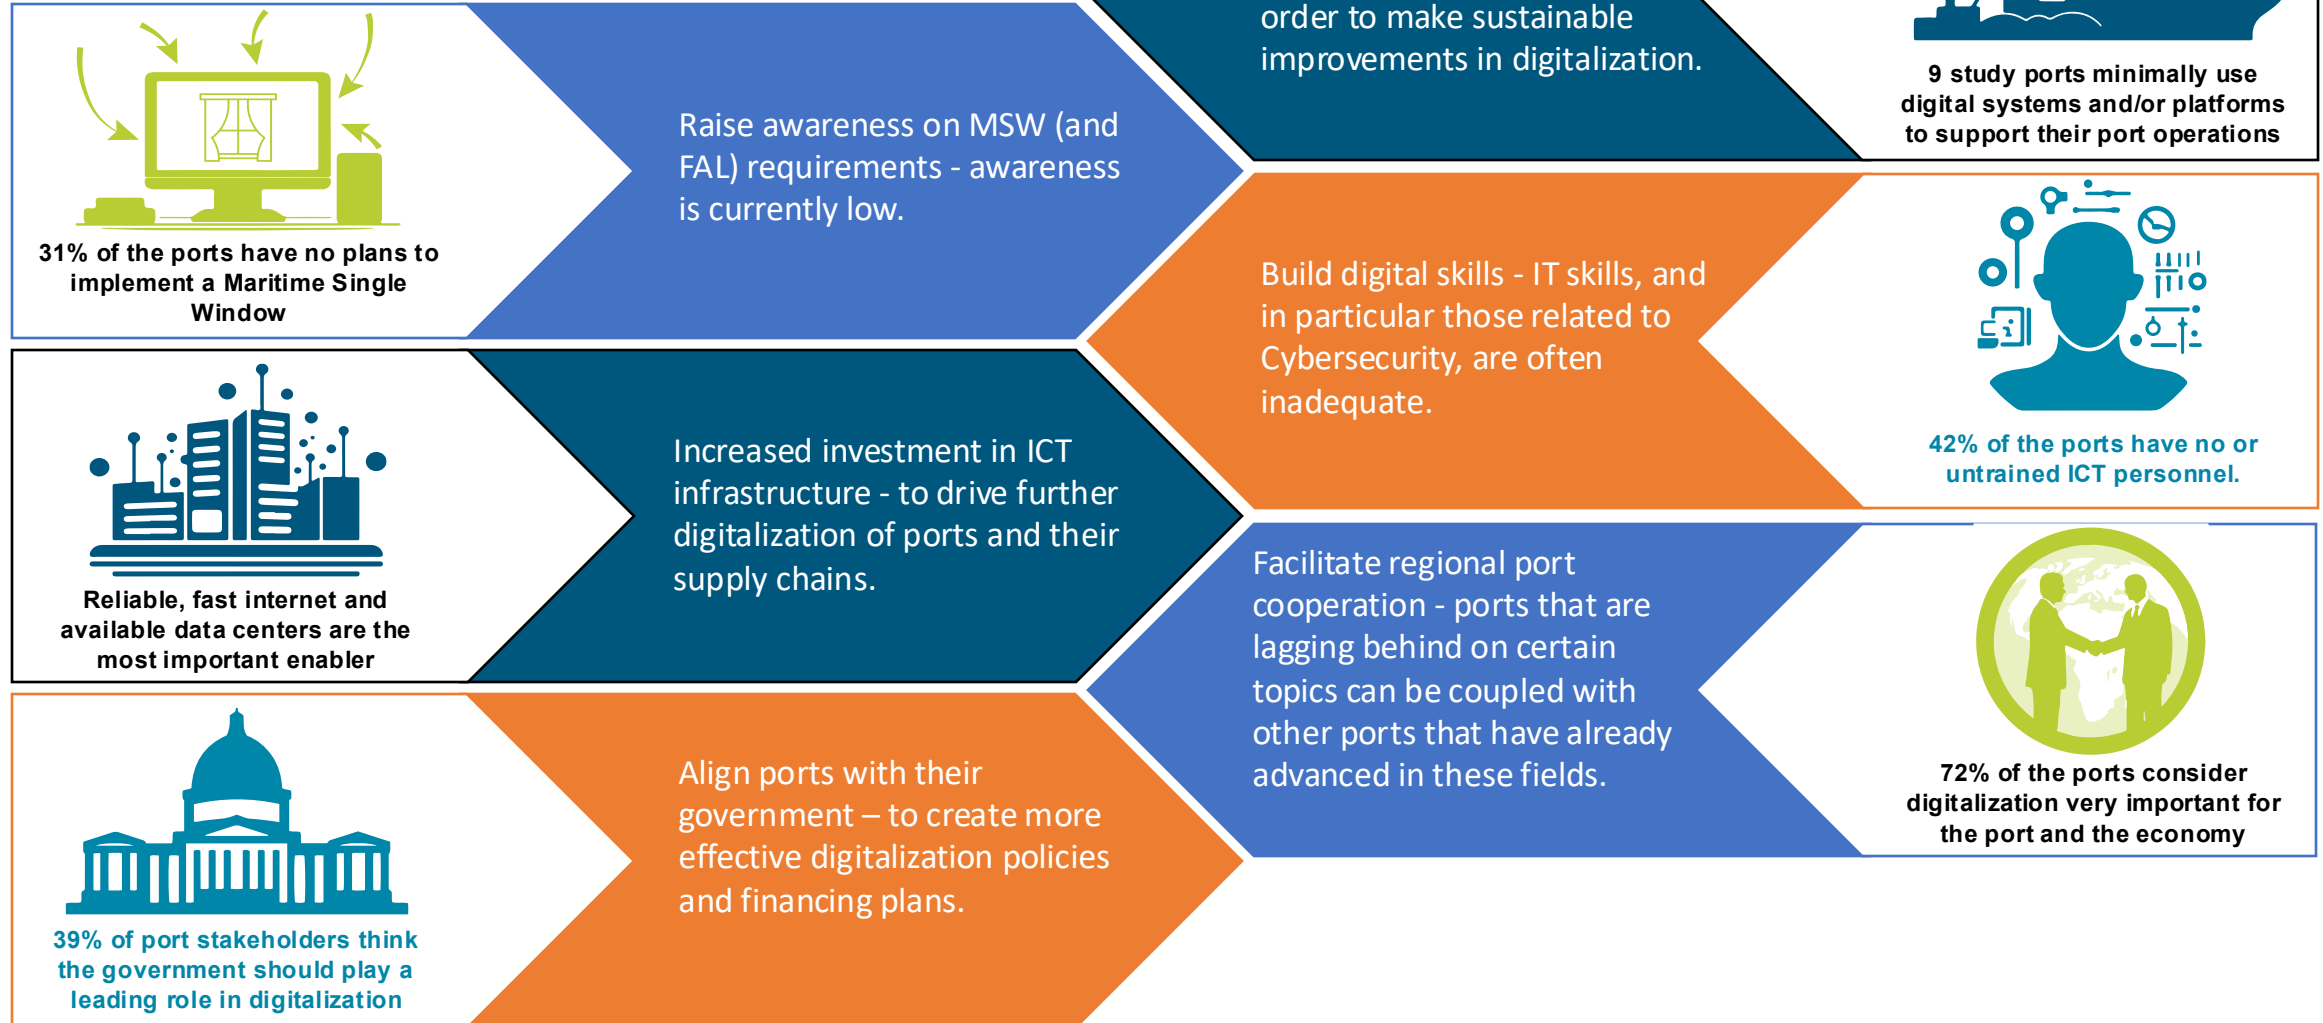 order to make sustainable
improvements in digitalization.
9 study ports minimally use
digital systems and/or platforms
to support their port operations
Raise awareness on MSW (and
FAL) requirements - awareness
is currently low.
31% of the ports have no plans to
implement a Maritime Single
Window
Build digital skills - IT skills, and
in particular those related to
Cybersecurity, are often
inadequate.
42% of the ports have no or
untrained ICT personnel.
Increased investment in ICT
infrastructure - to drive further
digitalization of ports and their
supply chains.
Reliable, fast internet and
available data centers are the
most important enabler
Facilitate regional port
cooperation - ports that are
lagging behind on certain
topics can be coupled with
other ports that have already
advanced in these fields.
72% of the ports consider
digitalization very important for
the port and the economy
Align ports with their
government – to create more
effective digitalization policies
and financing plans.
39% of port stakeholders think
the government should play a
leading role in digitalization